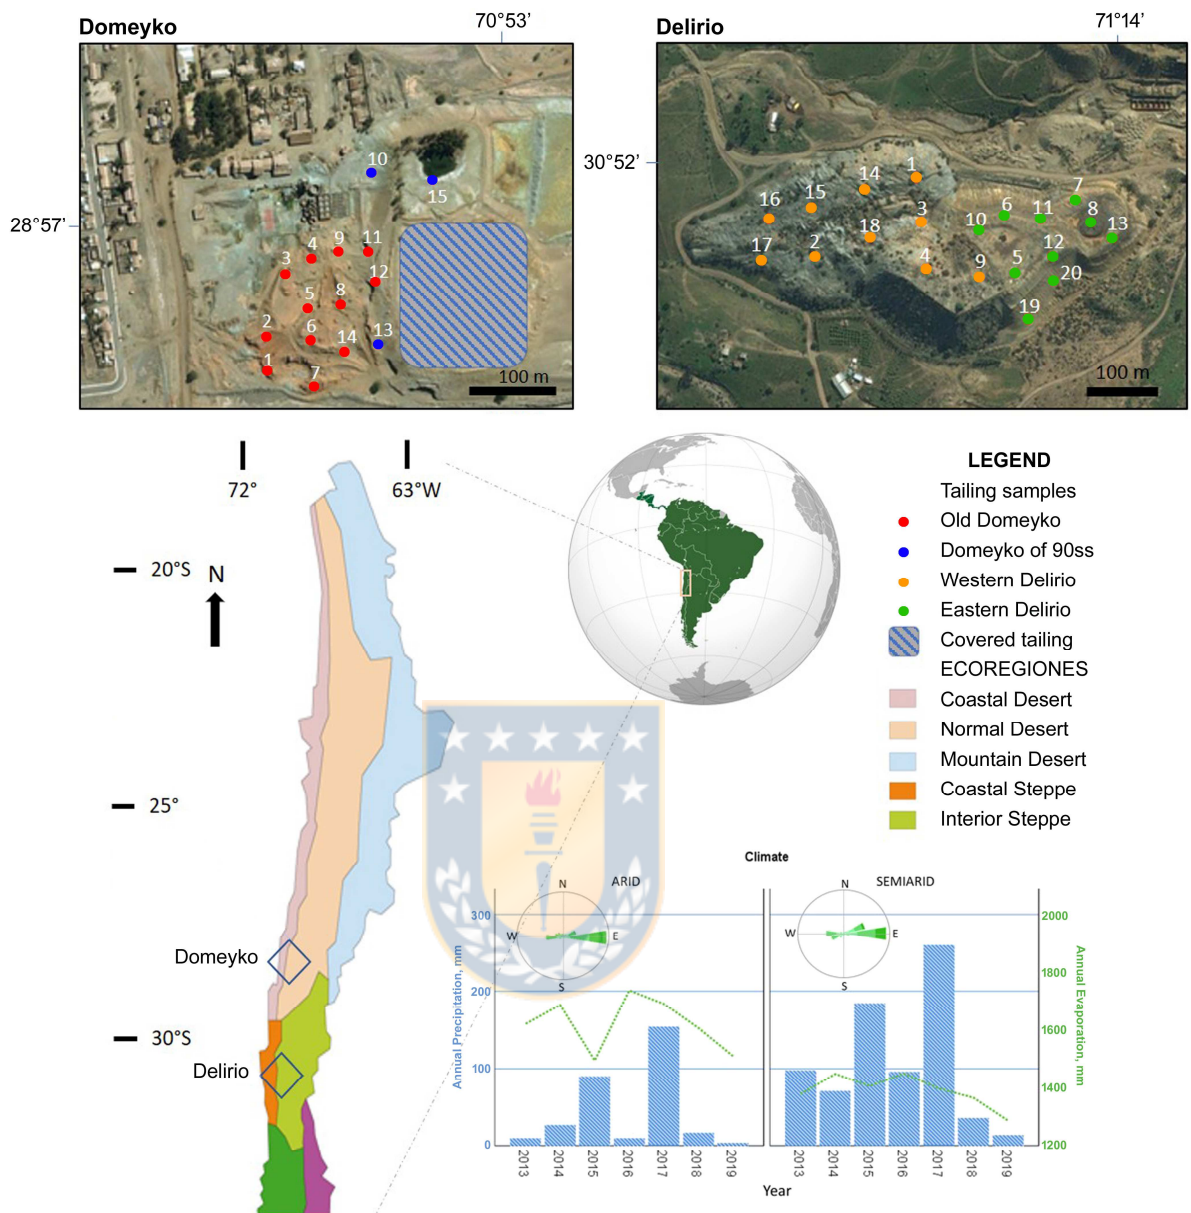 Domeyko
70°53'
28°57'
10
15
4
9
11
3
12
5
8
2
6
13
14
1
7
100 m
Delirio
71°14'
30°52'
1
14
7
16
15
6
11
8
3
10
13
18
17
2
12
4
9
5
20
19
100 m
72°
63°W
20°S
N
25°
30°S
Domeyko
Delirio
LEGEND
Tailing samples
Old Domeyko
Domeyko of 90ss
Western Delirio
Eastern Delirio
Covered tailing
ECOREGIONES
Coastal Desert
Normal Desert
Mountain Desert
Coastal Steppe
Interior Steppe
Climate
ARID
N
W
E
S
SEMIARID
N
W
E
S
Annual Precipitation, mm
300
200
100
0
2000
1800
1600
1400
1200
Annual Evaporation, mm
2013
2014
2015
2016
2017
2018
2019
2013
2014
2015
2016
2017
2018
2019
Year